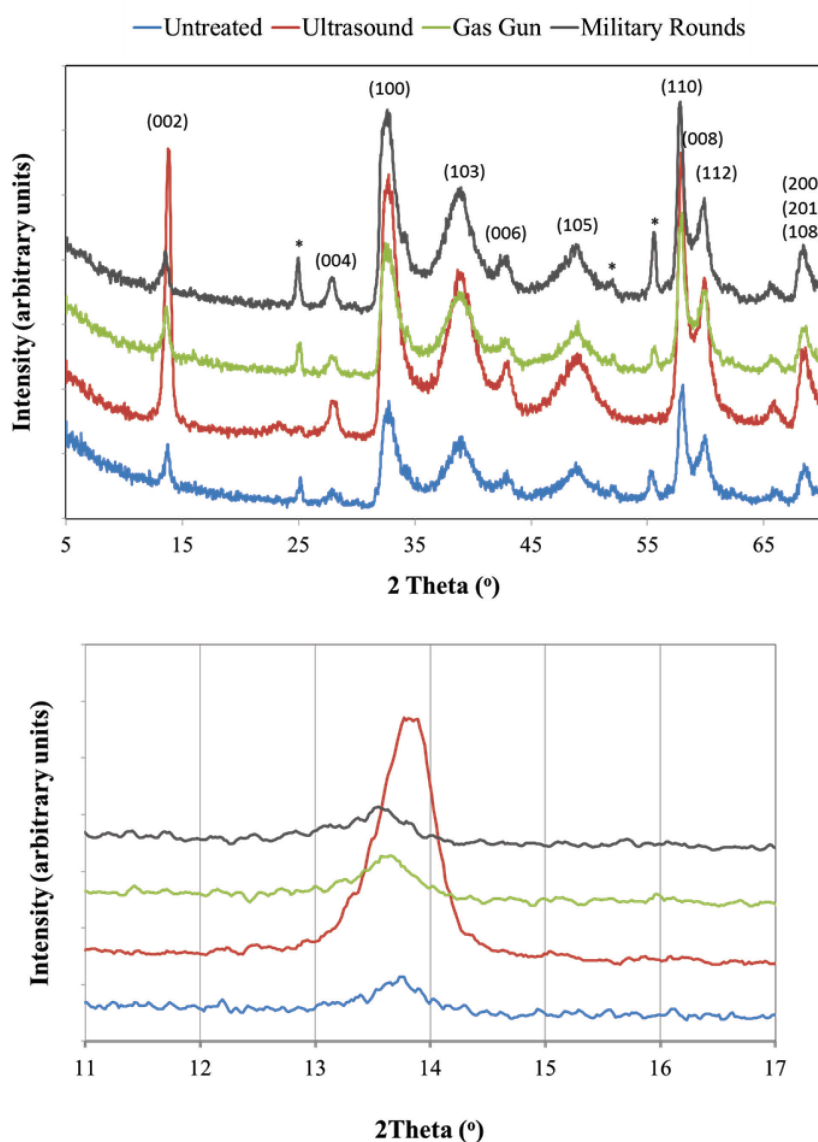 Untreated Ultrasound Gas Gun Military Rounds
Intensity (arbitrary units)
(002)
*
(004)
(100)
(103)
(006)
(105)
*
*
(110)
(008)
(112)
(200
(201
(108
5 15 25 35 45 55 65
2 Theta (º)
Intensity (arbitrary units)
11 12 13 14 15 16 17
2Theta (º)